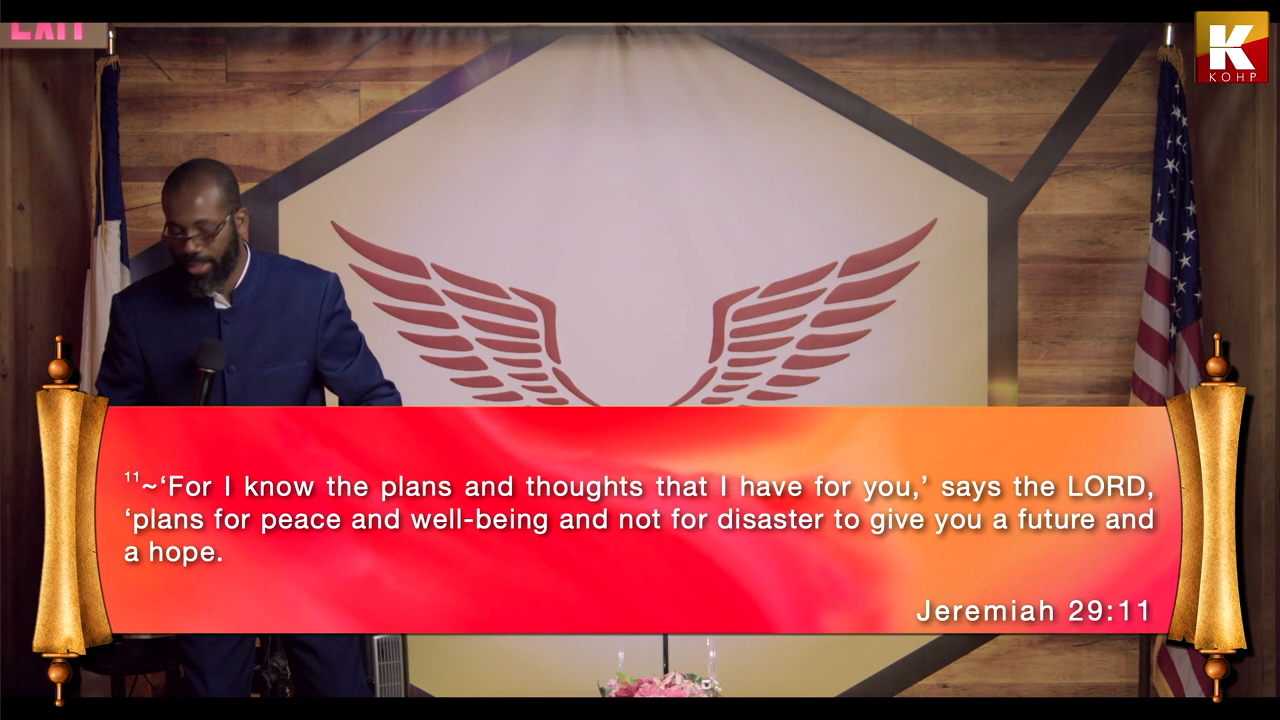 EXIT
K
KOHP
11~‘For I know the plans and thoughts that I have for you,’ says the LORD,
‘plans for peace and well-being and not for disaster to give you a future and
a hope.
Jeremiah 29:11